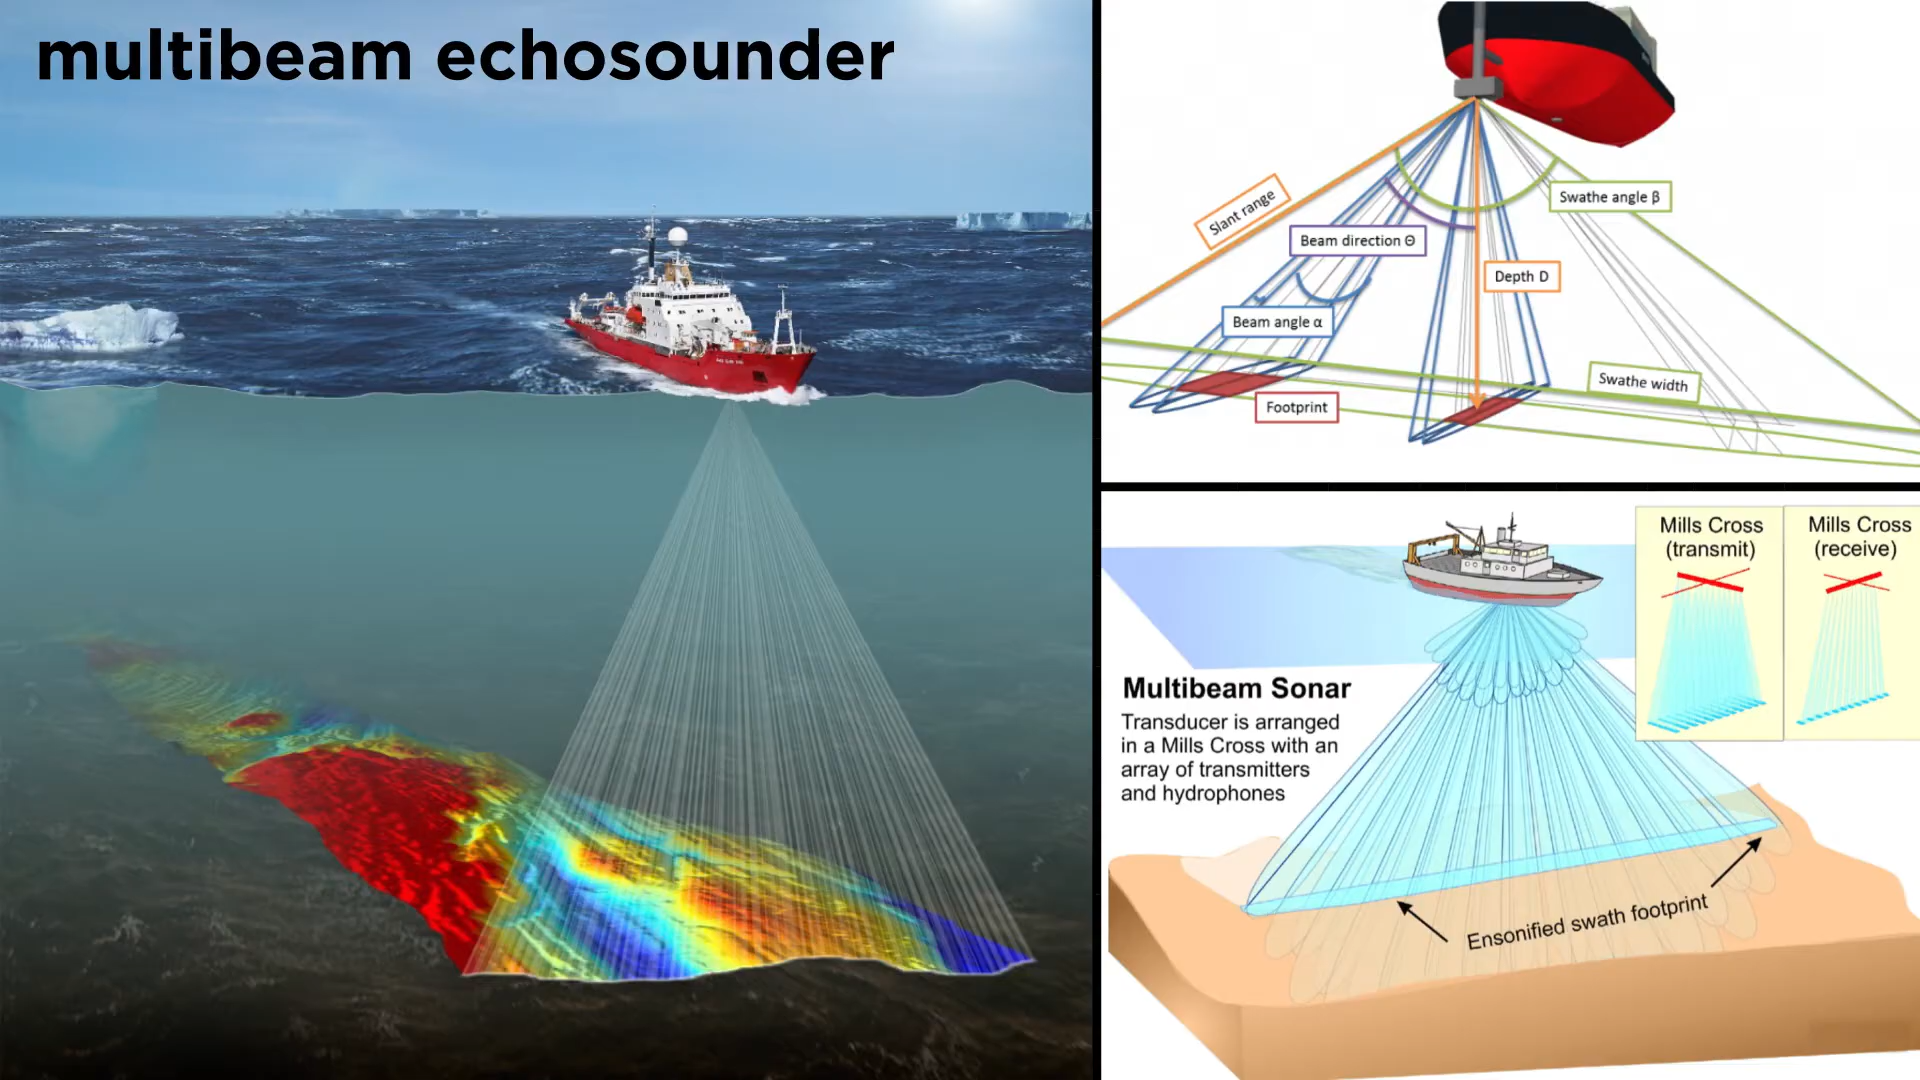 multibeam echosounder
Slant range
Swathe angle β
Beam direction Θ
Depth D
Beam angle α
Swathe width
Footprint
Mills Cross
(transmit)
Mills Cross
(receive)
Multibeam Sonar
Transducer is arranged
in a Mills Cross with an
array of transmitters
and hydrophones
Ensonified swath footprint